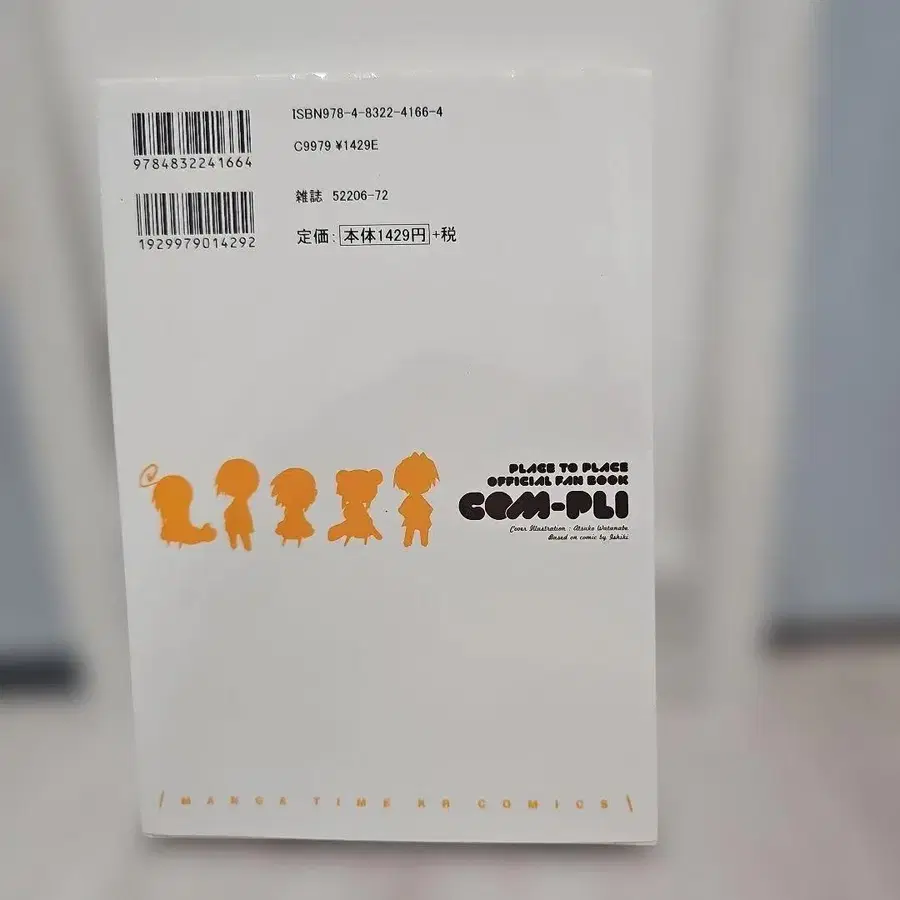 ISBN978-4-8322-4166-4
9784832241664
C9979 ¥1429E
雑誌 52206-72
1929979014292
定価: 本体1429円+税
PLACE TO PLACE
OFFICIAL FAN BOOK
COM-PLI
Cover Illustration : Atsuko Watanabe
Based on comic by Ishiki
MANGA TIME KR COMICS